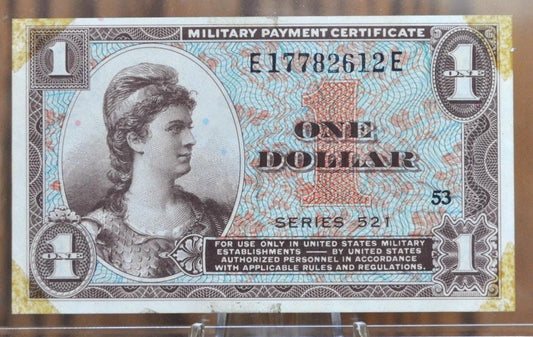 MILITARY PAYMENT CERTIFICATE
1
E17782612E
1
ONE
1
ONE
DOLLAR
53
SERIES 521
FOR USE ONLY IN UNITED STATES MILITARY
ESTABLISHMENTS — BY UNITED STATES
AUTHORIZED PERSONNEL IN ACCORDANCE
WITH APPLICABLE RULES AND REGULATIONS.
1
ONE
1